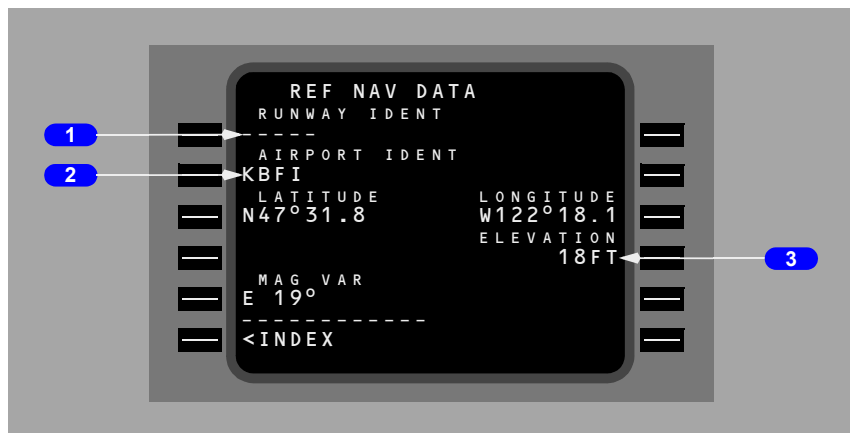 REF NAV DATA
RUNWAY IDENT
1 -----
AIRPORT IDENT
2 KBFI
LATITUDE LONGITUDE
N47°31.8 W122°18.1
ELEVATION
18FT 3
MAG VAR
E 19°
------------
<INDEX